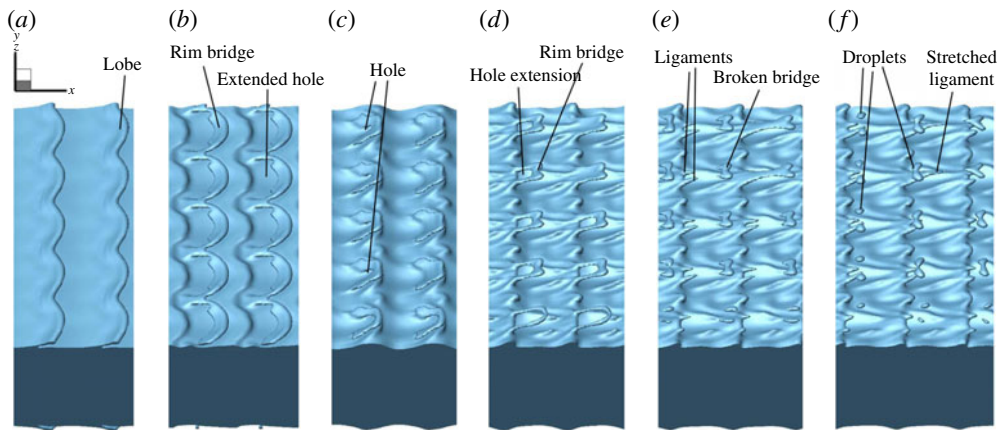 (a) (b) (c) (d) (e) (f)
y
z
x
Lobe
Rim bridge
Extended hole
Hole
Rim bridge
Hole extension
Ligaments
Broken bridge
Droplets
Stretched
ligament